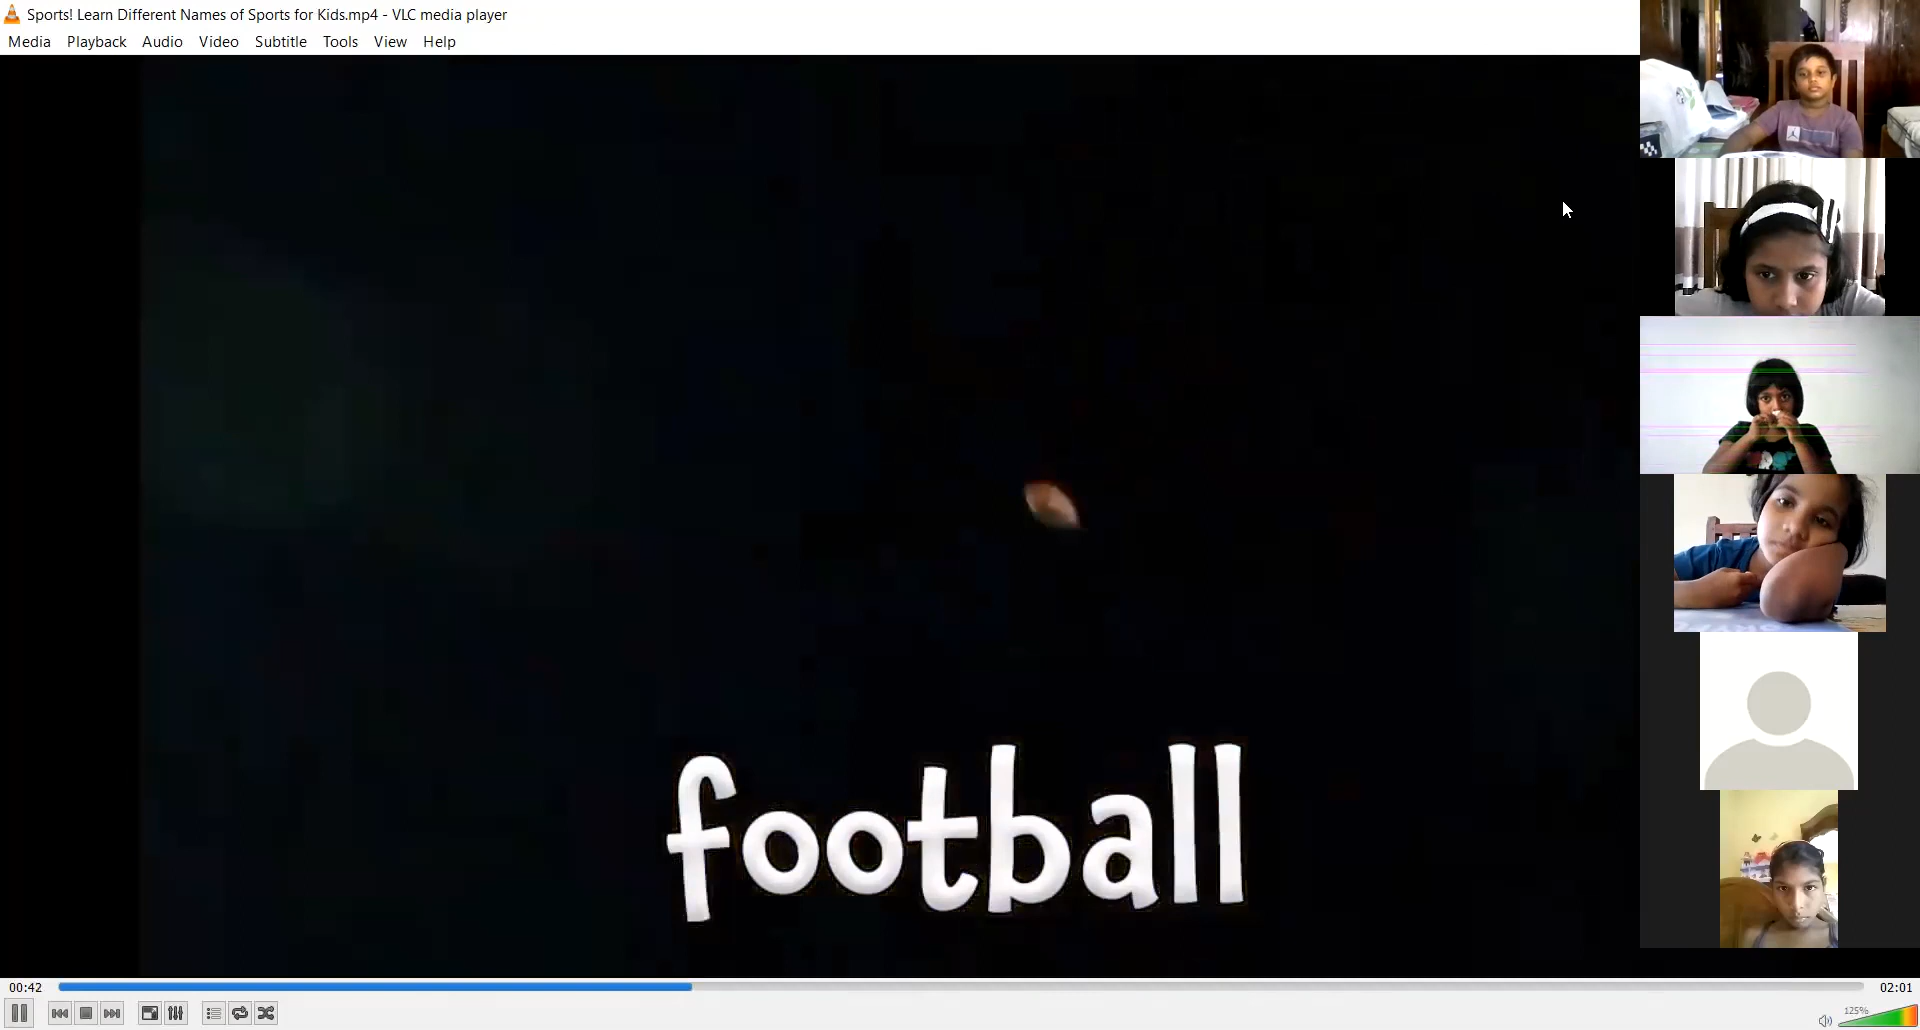 Sports! Learn Different Names of Sports for Kids.mp4 - VLC media player
Media Playback Audio Video Subtitle Tools View Help
football
00:42
02:01
125%